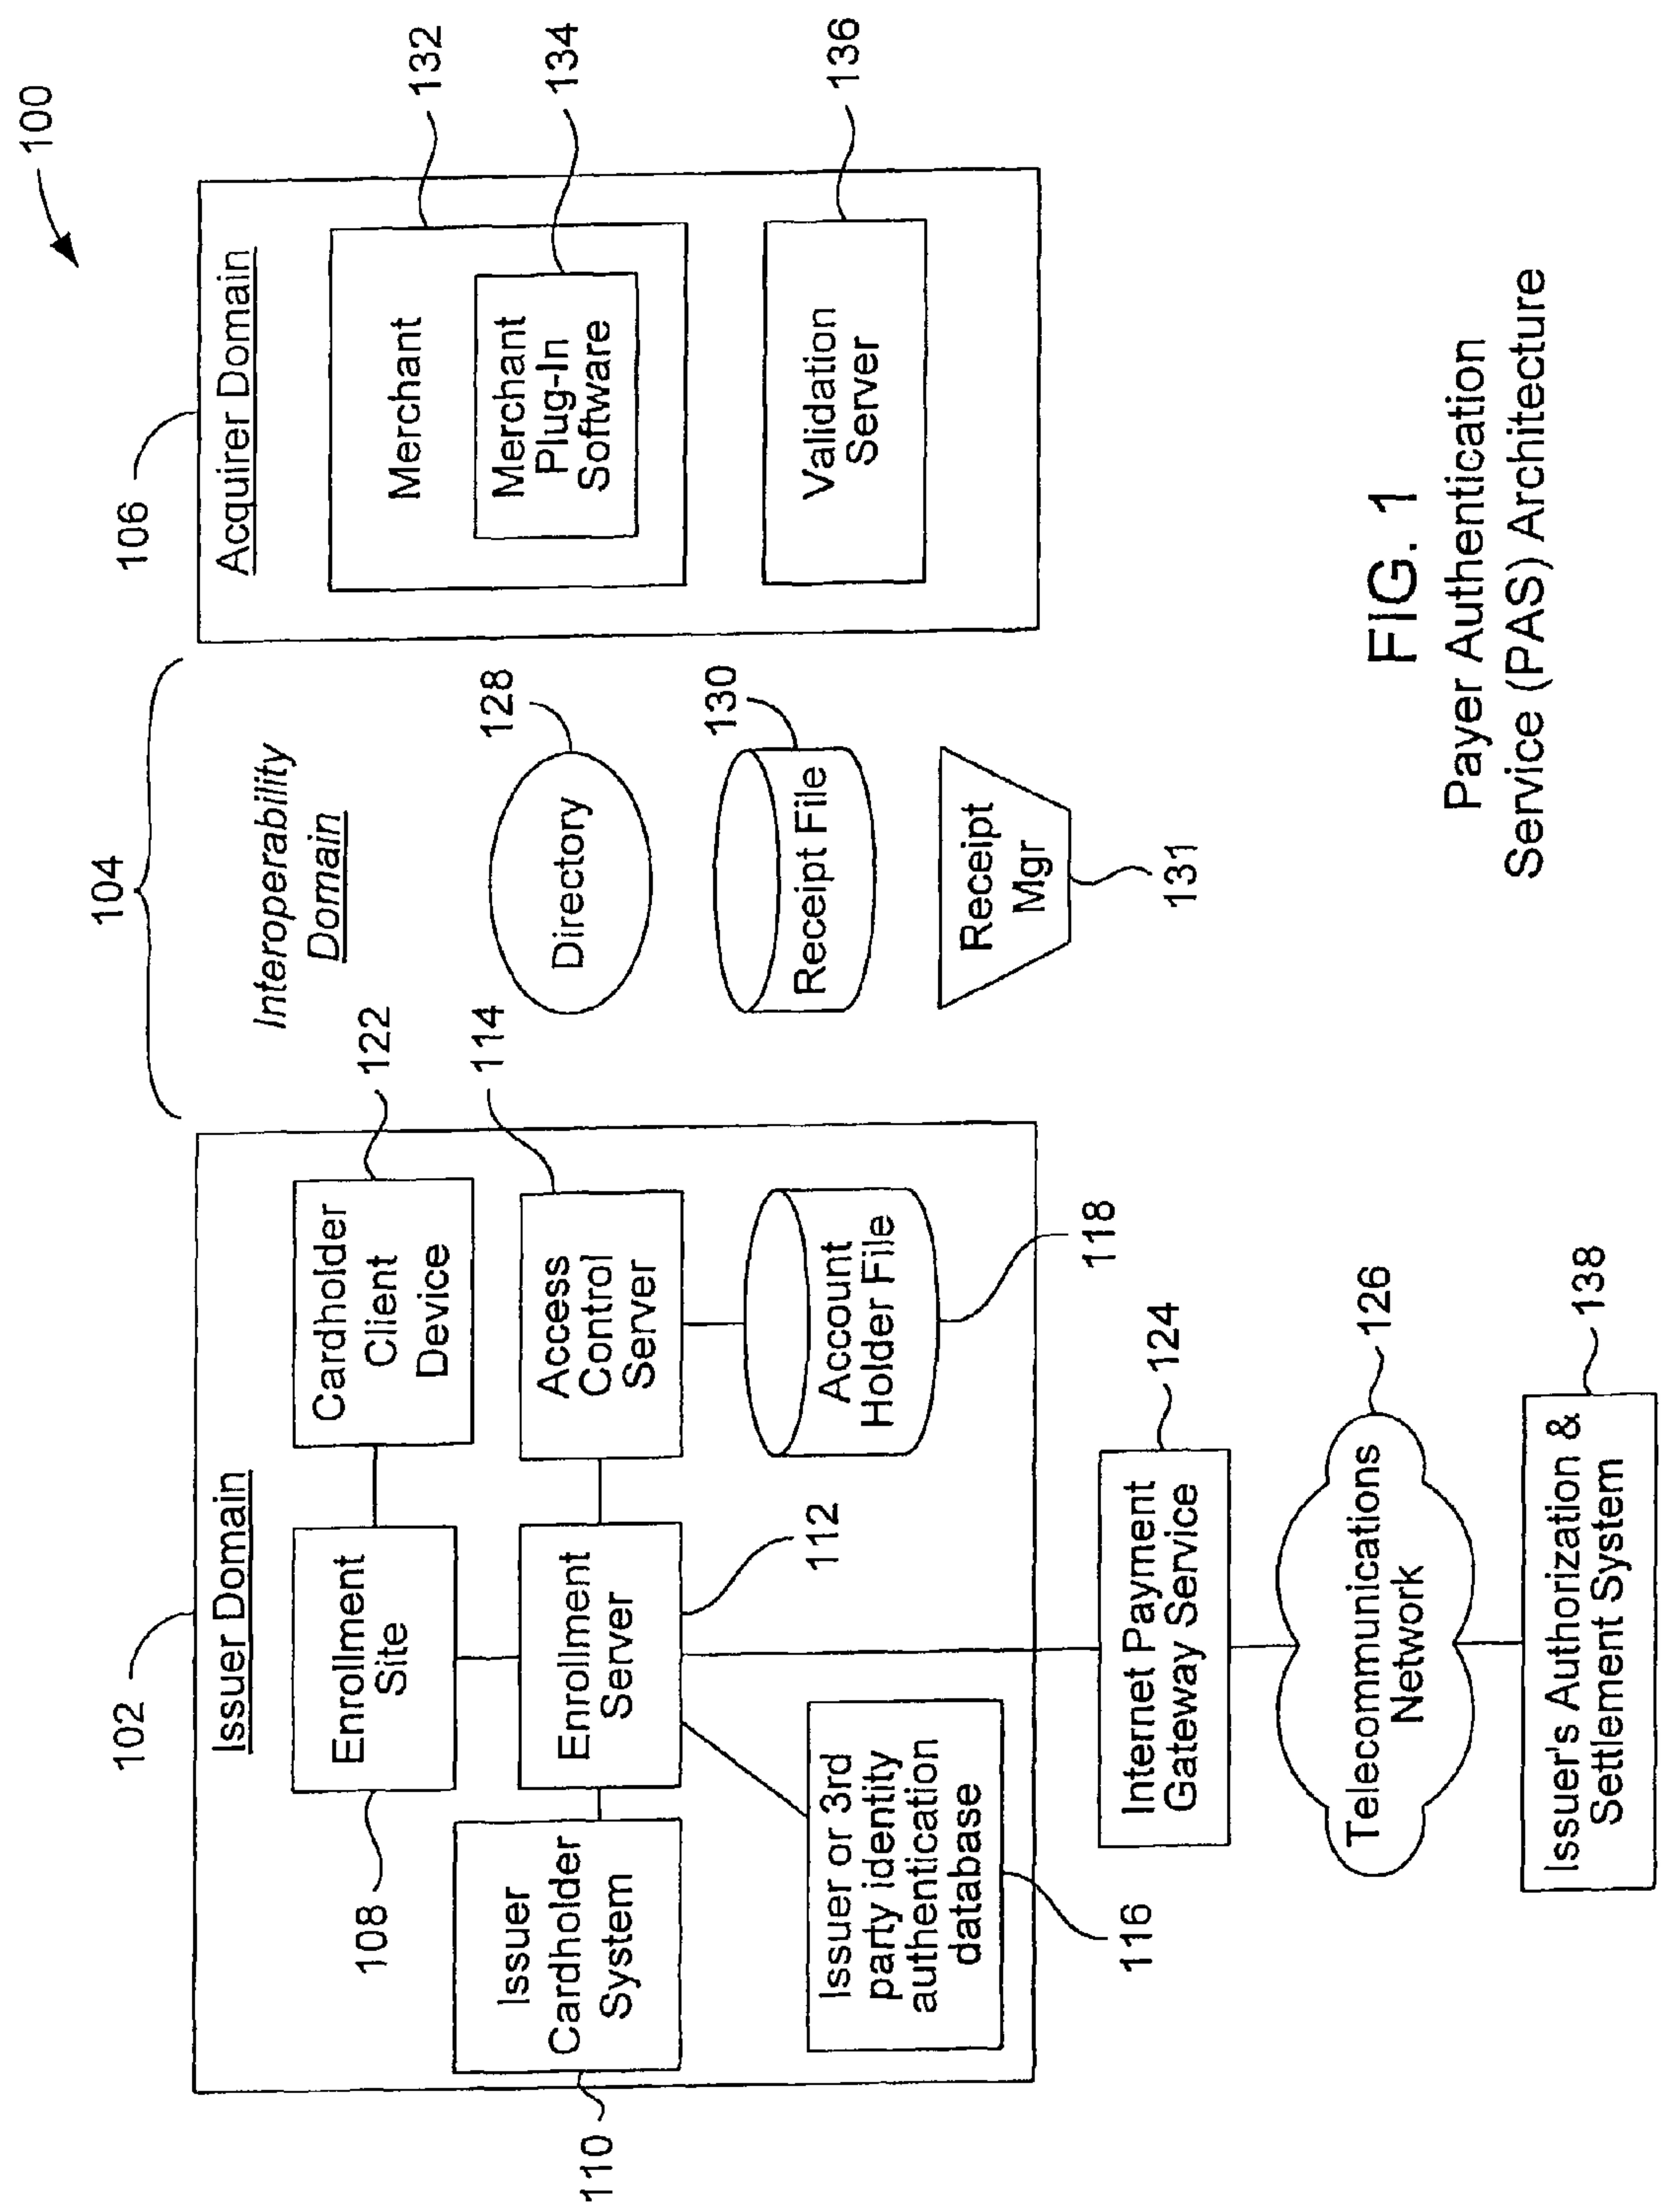 100
102
Issuer Domain
108
Enrollment
Site
Cardholder
Client
Device
122
110
Issuer
Cardholder
System
Enrollment
Server
112
Access
Control
Server
114
Issuer or 3rd
party identity
authentication
database
116
Account
Holder File
118
Internet Payment
Gateway Service
124
Telecommunications
Network
126
Issuer's Authorization &
Settlement System
138
104
Interoperability
Domain
Directory
128
Receipt File
130
Receipt
Mgr
131
106
Acquirer Domain
Merchant
132
Merchant
Plug-In
Software
134
Validation
Server
136
FIG. 1
Payer Authentication
Service (PAS) Architecture